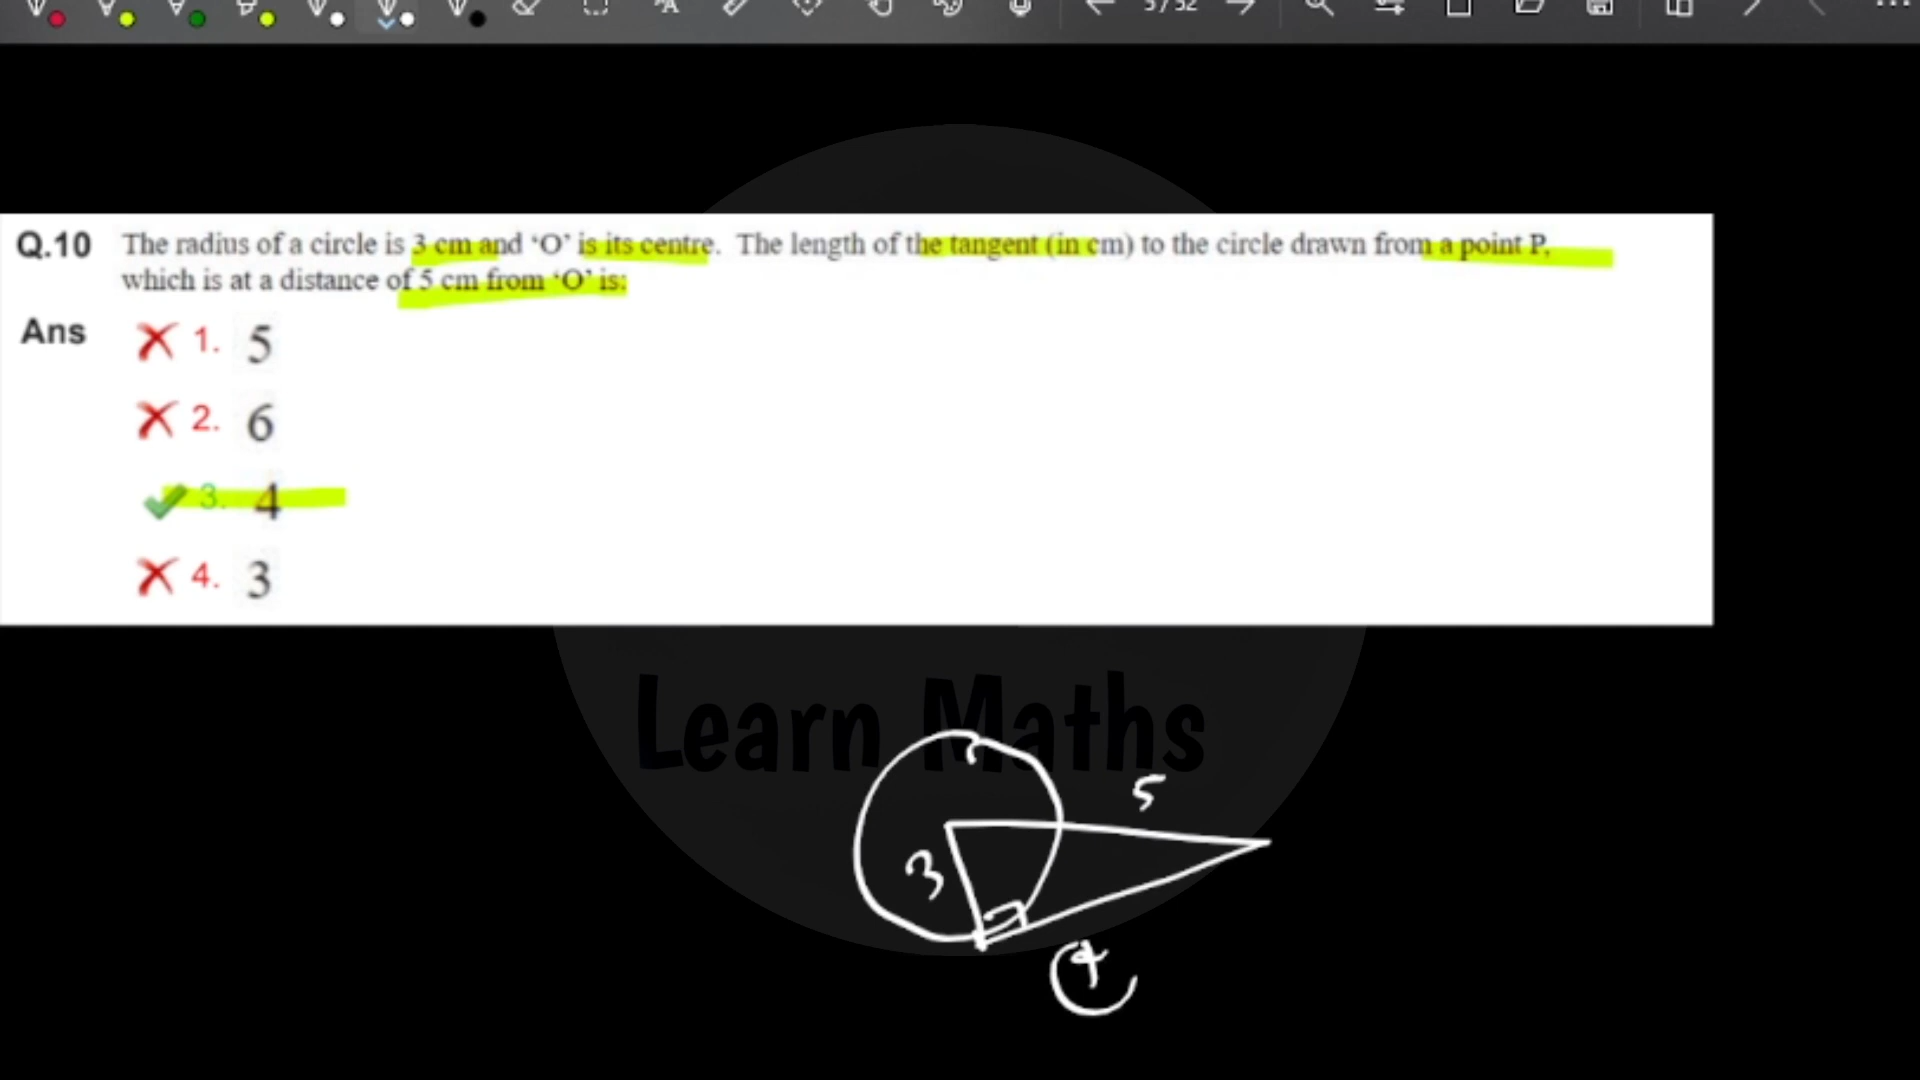 5 / 52
Q.10 The radius of a circle is 3 cm and ‘O’ is its centre. The length of the tangent (in cm) to the circle drawn from a point P,
which is at a distance of 5 cm from ‘O’ is:
Ans
1. 5
2. 6
3. 4
4. 3
Learn Maths
5
3
4